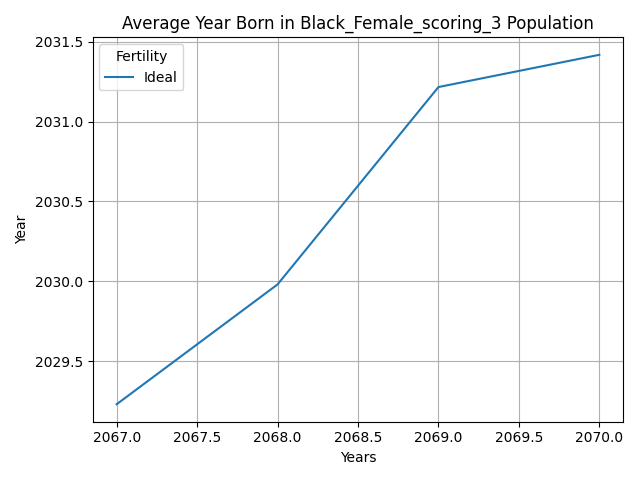 Average Year Born in Black_Female_scoring_3 Population
Fertility
Ideal
2031.5
2031.0
2030.5
2030.0
2029.5
Year
2067.0 2067.5 2068.0 2068.5 2069.0 2069.5 2070.0
Years